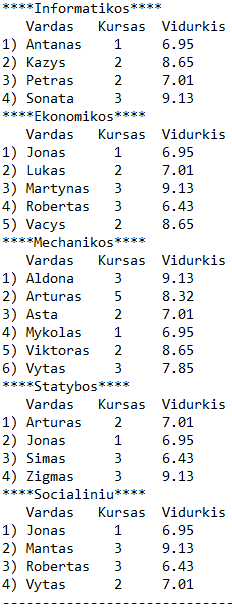 ****Informatikos****
   Vardas   Kursas  Vidurkis
1) Antanas    1     6.95
2) Kazys      2     8.65
3) Petras     2     7.01
4) Sonata     3     9.13
****Ekonomikos****
   Vardas   Kursas  Vidurkis
1) Jonas      1     6.95
2) Lukas      2     7.01
3) Martynas   3     9.13
4) Robertas   3     6.43
5) Vacys      2     8.65
****Mechanikos****
   Vardas   Kursas  Vidurkis
1) Aldona     3     9.13
2) Arturas    5     8.32
3) Asta       2     7.01
4) Mykolas    1     6.95
5) Viktoras   2     8.65
6) Vytas      3     7.85
****Statybos****
   Vardas   Kursas  Vidurkis
1) Arturas    2     7.01
2) Jonas      1     6.95
3) Simas      3     6.43
4) Zigmas     3     9.13
****Socialiniu****
   Vardas   Kursas  Vidurkis
1) Jonas      1     6.95
2) Mantas     3     9.13
3) Robertas   3     6.43
4) Vytas      2     7.01
-----------------------------